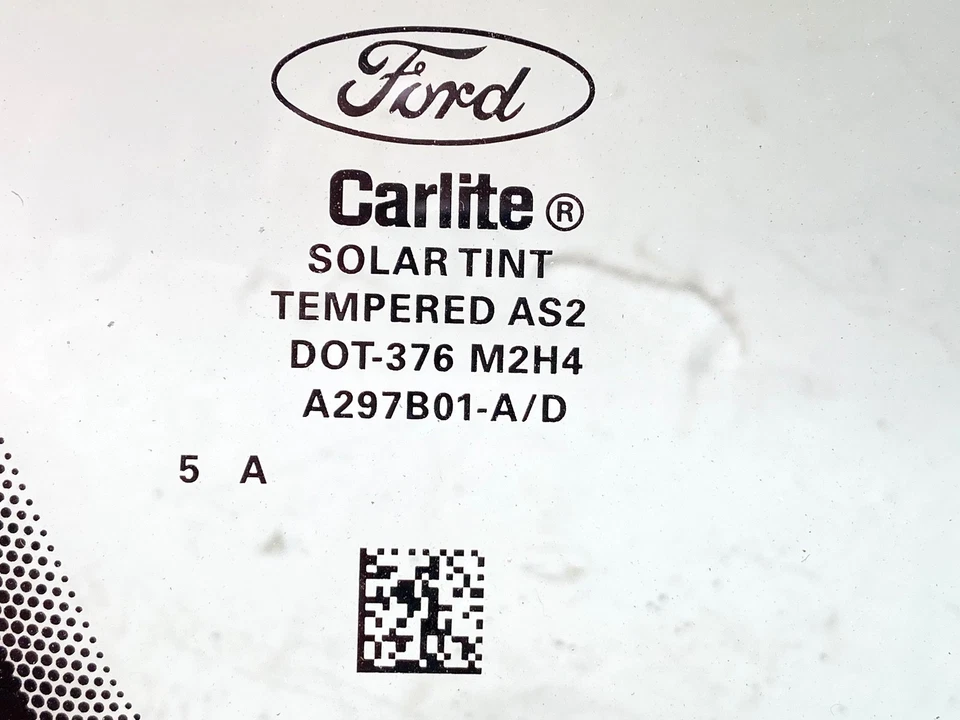 Ford
Carlite®
SOLAR TINT
TEMPERED AS2
DOT-376 M2H4
A297B01-A/D
5 A